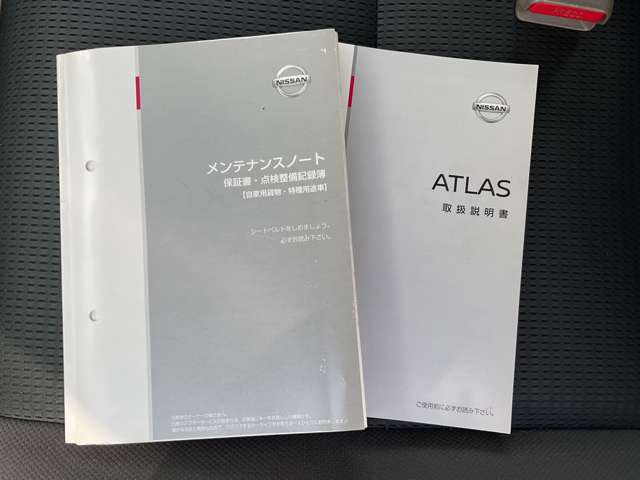 NISSAN
メンテナンスノート
保証書・点検整備記録簿
【自家用貨物・特種用途車】
シートベルトをしめましょう。
必ずお読み下さい。
NISSAN
ATLAS
取扱説明書
ご使用前に必ずお読み下さい。
PRESS